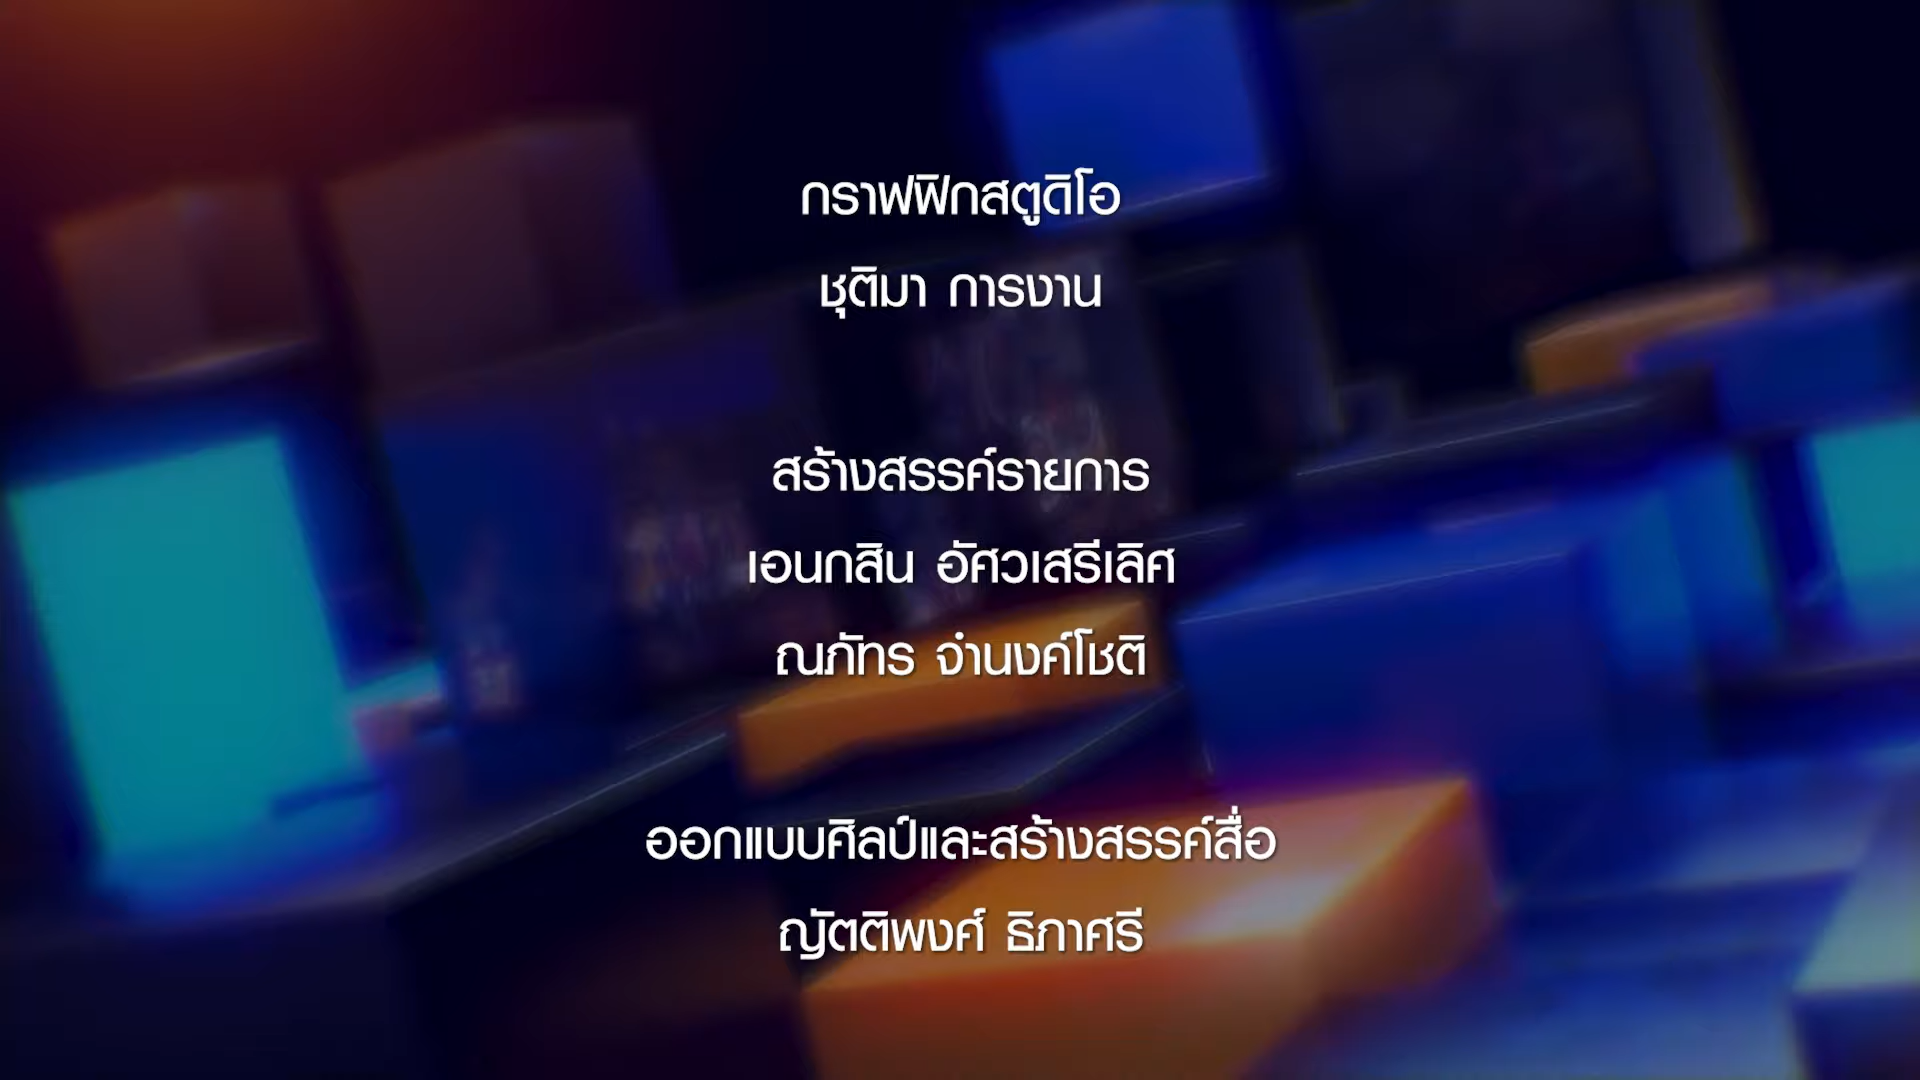 กราฟฟิกสตูดิโอ
ชุติมา การงาน
สร้างสรรค์รายการ
เอนกสิน อัศวเสรีเลิศ
ณภัทร จำนงค์โชติ
ออกแบบศิลป์และสร้างสรรค์สื่อ
ญัตติพงศ์ ธิภาศรี